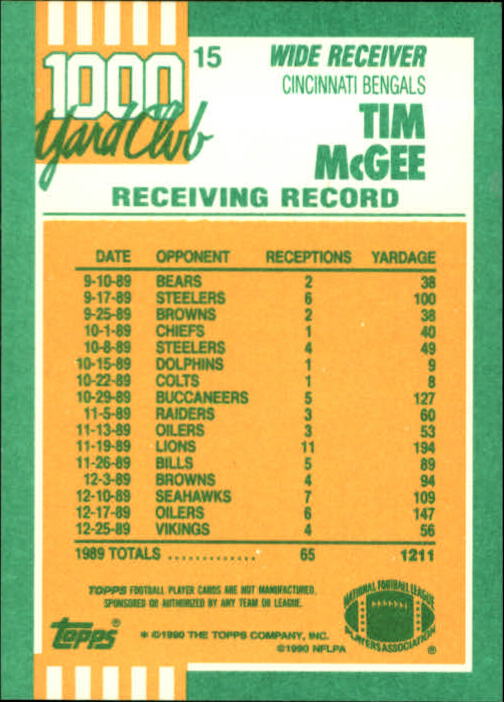 1000
Yard Club
15
WIDE RECEIVER
CINCINNATI BENGALS
TIM
McGEE
RECEIVING RECORD
DATE OPPONENT RECEPTIONS YARDAGE
9-10-89 BEARS 2 38
9-17-89 STEELERS 6 100
9-25-89 BROWNS 2 38
10-1-89 CHIEFS 1 40
10-8-89 STEELERS 4 49
10-15-89 DOLPHINS 1 9
10-22-89 COLTS 1 8
10-29-89 BUCCANEERS 5 127
11-5-89 RAIDERS 3 60
11-13-89 OILERS 3 53
11-19-89 LIONS 11 194
11-26-89 BILLS 5 89
12-3-89 BROWNS 4 94
12-10-89 SEAHAWKS 7 109
12-17-89 OILERS 6 147
12-25-89 VIKINGS 4 56
1989 TOTALS .............. 65 1211
TOPPS FOOTBALL PLAYER CARDS ARE NOT MANUFACTURED,
SPONSORED OR AUTHORIZED BY ANY TEAM OR LEAGUE.
topps®
* ©1990 THE TOPPS COMPANY, INC.
©1990 NFLPA
NATIONAL FOOTBALL LEAGUE
PLAYERS ASSOCIATION
®